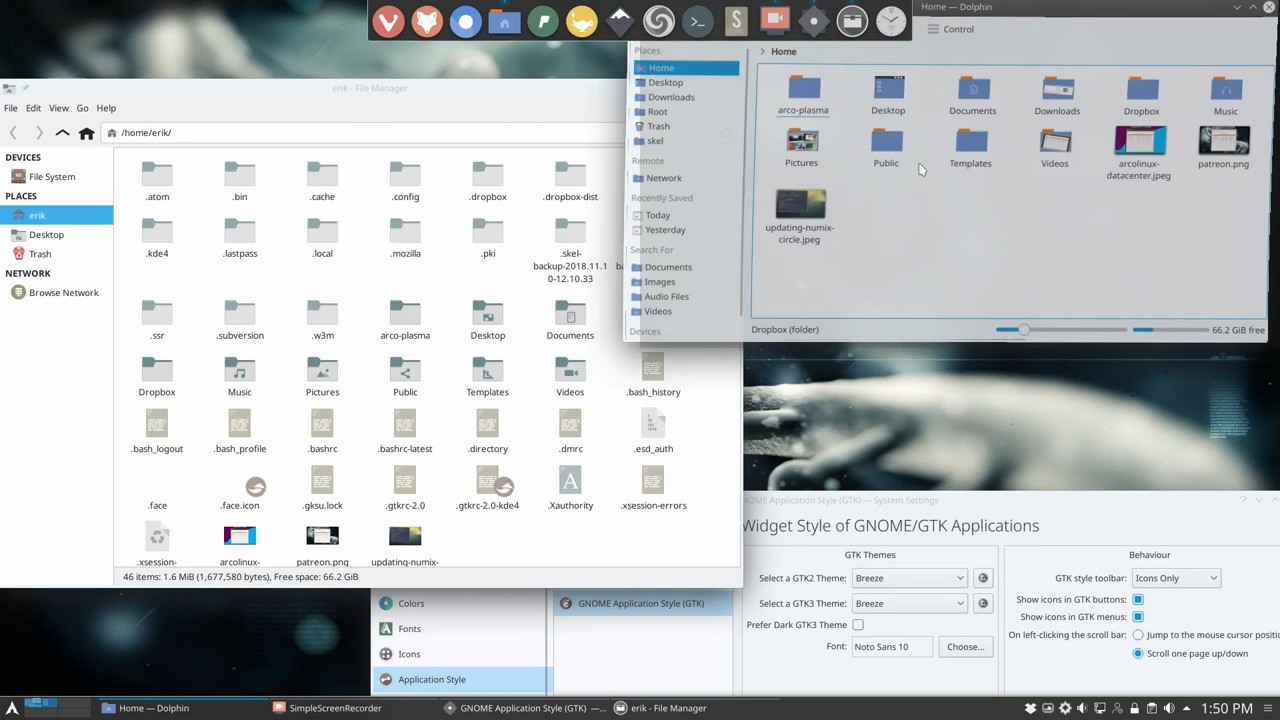 Home — Dolphin
Control
Places
Home
Desktop
Downloads
Root
Trash
skel
Remote
Network
Recently Saved
Today
Yesterday
Search For
Documents
Images
Audio Files
Videos
Devices
Home
arco-plasma
Desktop
Documents
Downloads
Dropbox
Music
Pictures
Public
Templates
Videos
arcolinux-
datacenter.jpeg
patreon.png
updating-numix-
circle.jpeg
Dropbox (folder)
66.2 GiB free
erik - File Manager
File Edit View Go Help
/home/erik/
DEVICES
File System
PLACES
erik
Desktop
Trash
NETWORK
Browse Network
.atom
.bin
.cache
.config
.dropbox
.dropbox-dist
.kde4
.lastpass
.local
.mozilla
.pki
.skel-
backup-2018.11.1
0-12.10.33
.ssr
.subversion
.w3m
arco-plasma
Desktop
Documents
Dropbox
Music
Pictures
Public
Templates
Videos
.bash_history
.bash_logout
.bash_profile
.bashrc
.bashrc-latest
.directory
.dmrc
.esd_auth
.face
.face.icon
.gksu.lock
.gtkrc-2.0
.gtkrc-2.0-kde4
.Xauthority
.xsession-errors
.xsession-
arcolinux-
patreon.png
updating-numix-
46 items: 1.6 MiB (1,677,580 bytes), Free space: 66.2 GiB
OME Application Style (GTK) — System Settings
Widget Style of GNOME/GTK Applications
GTK Themes
Select a GTK2 Theme: Breeze
Select a GTK3 Theme: Breeze
Prefer Dark GTK3 Theme
Font: Noto Sans 10 Choose...
Behaviour
GTK style toolbar: Icons Only
Show icons in GTK buttons:
Show icons in GTK menus:
On left-clicking the scroll bar: Jump to the mouse cursor positio
Scroll one page up/down
Colors
Fonts
Icons
Application Style
GNOME Application Style (GTK)
Home — Dolphin
SimpleScreenRecorder
GNOME Application Style (GTK) —...
erik - File Manager
1:50 PM